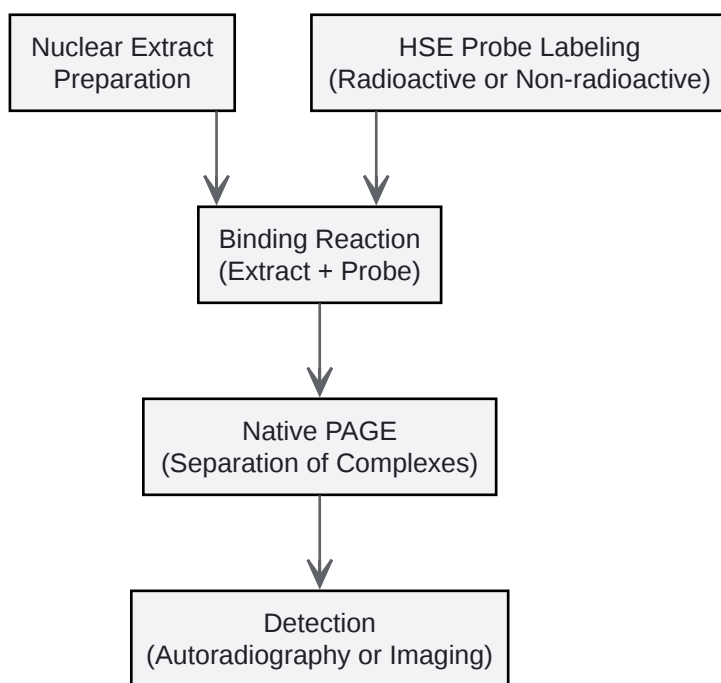 Nuclear Extract
Preparation
HSE Probe Labeling
(Radioactive or Non-radioactive)
Binding Reaction
(Extract + Probe)
Native PAGE
(Separation of Complexes)
Detection
(Autoradiography or Imaging)